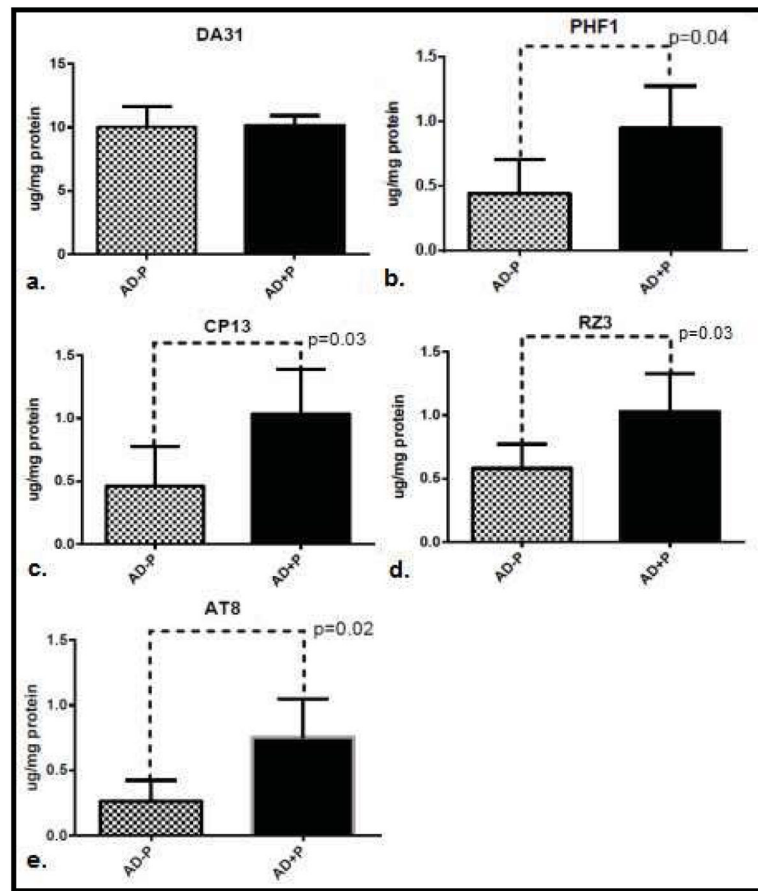 DA31
15
10
5
0
ug/mg protein
AD-P
AD+P
a.
PHF1
p=0.04
1.5
1.0
0.5
0.0
ug/mg protein
AD-P
AD+P
b.
CP13
p=0.03
1.5
1.0
0.5
0.0
ug/mg protein
AD-P
AD+P
c.
RZ3
p=0.03
1.5
1.0
0.5
0.0
ug/mg protein
AD-P
AD+P
d.
AT8
p=0.02
1.5
1.0
0.5
0.0
ug/mg protein
AD-P
AD+P
e.